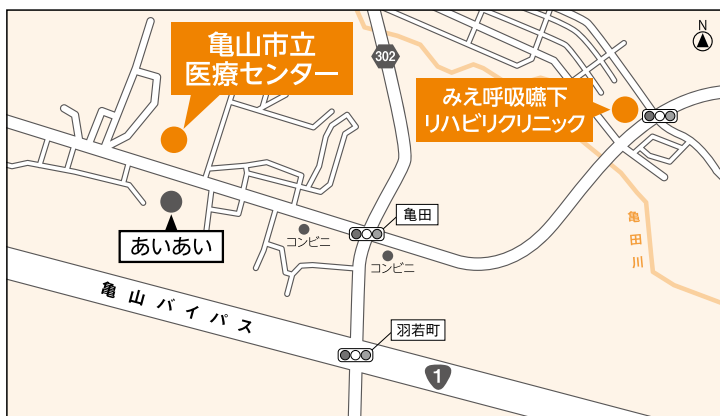 N
亀山市立
医療センター
302
みえ呼吸嚥下
リハビリクリニック
亀田
亀田川
コンビニ
あいあい
コンビニ
亀山バイパス
羽若町
1